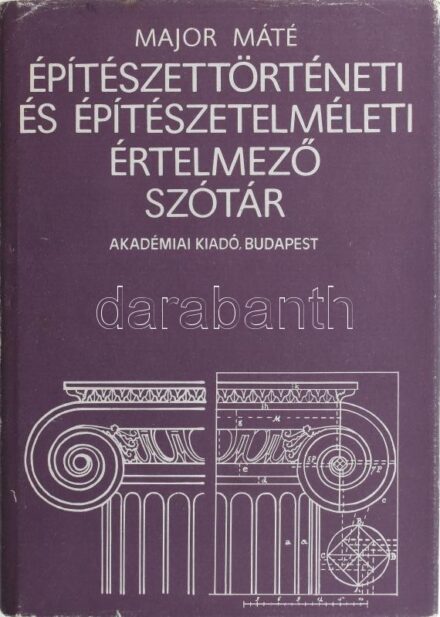 MAJOR MÁTÉ
ÉPÍTÉSZETTÖRTÉNETI
ÉS ÉPÍTÉSZETELMÉLETI
ÉRTELMEZŐ
SZÓTÁR
AKADÉMIAI KIADÓ, BUDAPEST
darabanth